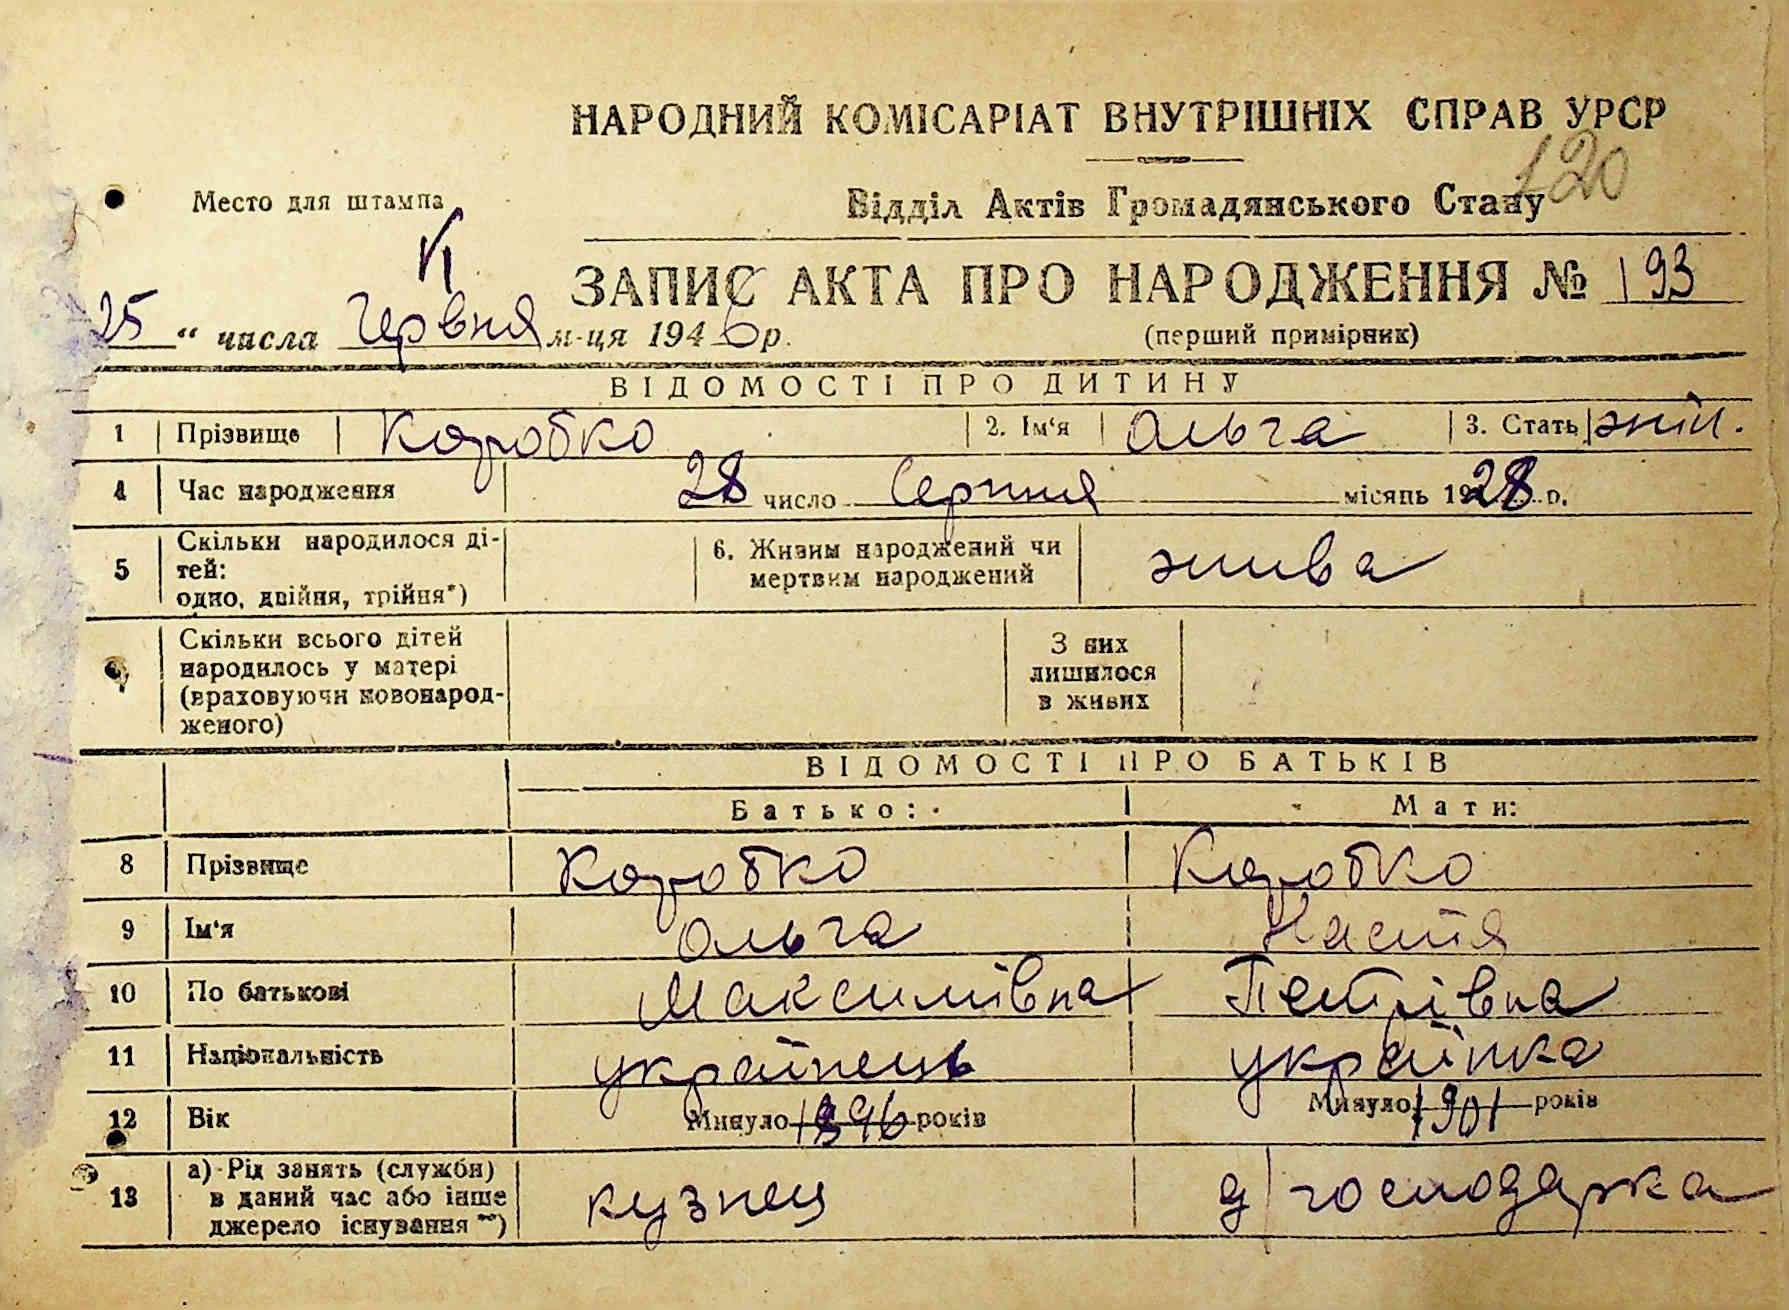 НАРОДНИЙ КОМІСАРІАТ ВНУТРІШНІХ СПРАВ УРСР
120
Место для штампа
Відділ Актів Громадянського Стану
ЗАПИС АКТА ПРО НАРОДЖЕННЯ № 193
25 “ числа Червня м-ця 1946 р.
(перший примірник)
ВІДОМОСТІ ПРО ДИТИНУ
1 Прізвище Коробко 2. Ім‘я Ольга 3. Стать жін.
4 Час народження 28 число Серпня місяць 1928 р.
5 Скільки народилося ді-
тей:
одно, двійня, трійня*)
6. Живим народжений чи
мертвим народжений
жива
7 Скільки всього дітей
народилось у матері
(враховуючи новонарод-
женого)
З них
лишилося
в живих
ВІДОМОСТІ ПРО БАТЬКІВ
Батько: Мати:
8 Прізвище Коробко Коробко
9 Ім‘я Ольга Настя
10 По батькові Максимівна Петрівна
11 Національність українець українка
12 Вік Минуло 1896 років Минуло 1901 років
13 а) Рід занять (служби)
в даний час або інше
джерело існування **)
кузнец д/господарка